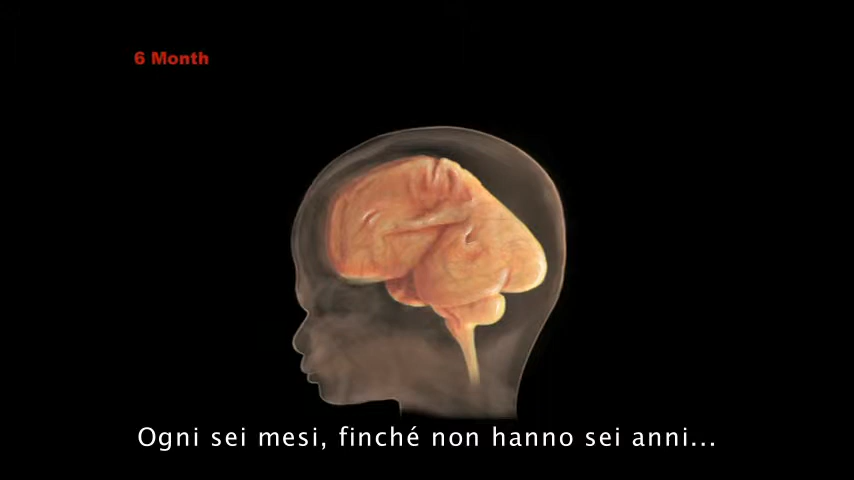 6 Month
Ogni sei mesi, finché non hanno sei anni...